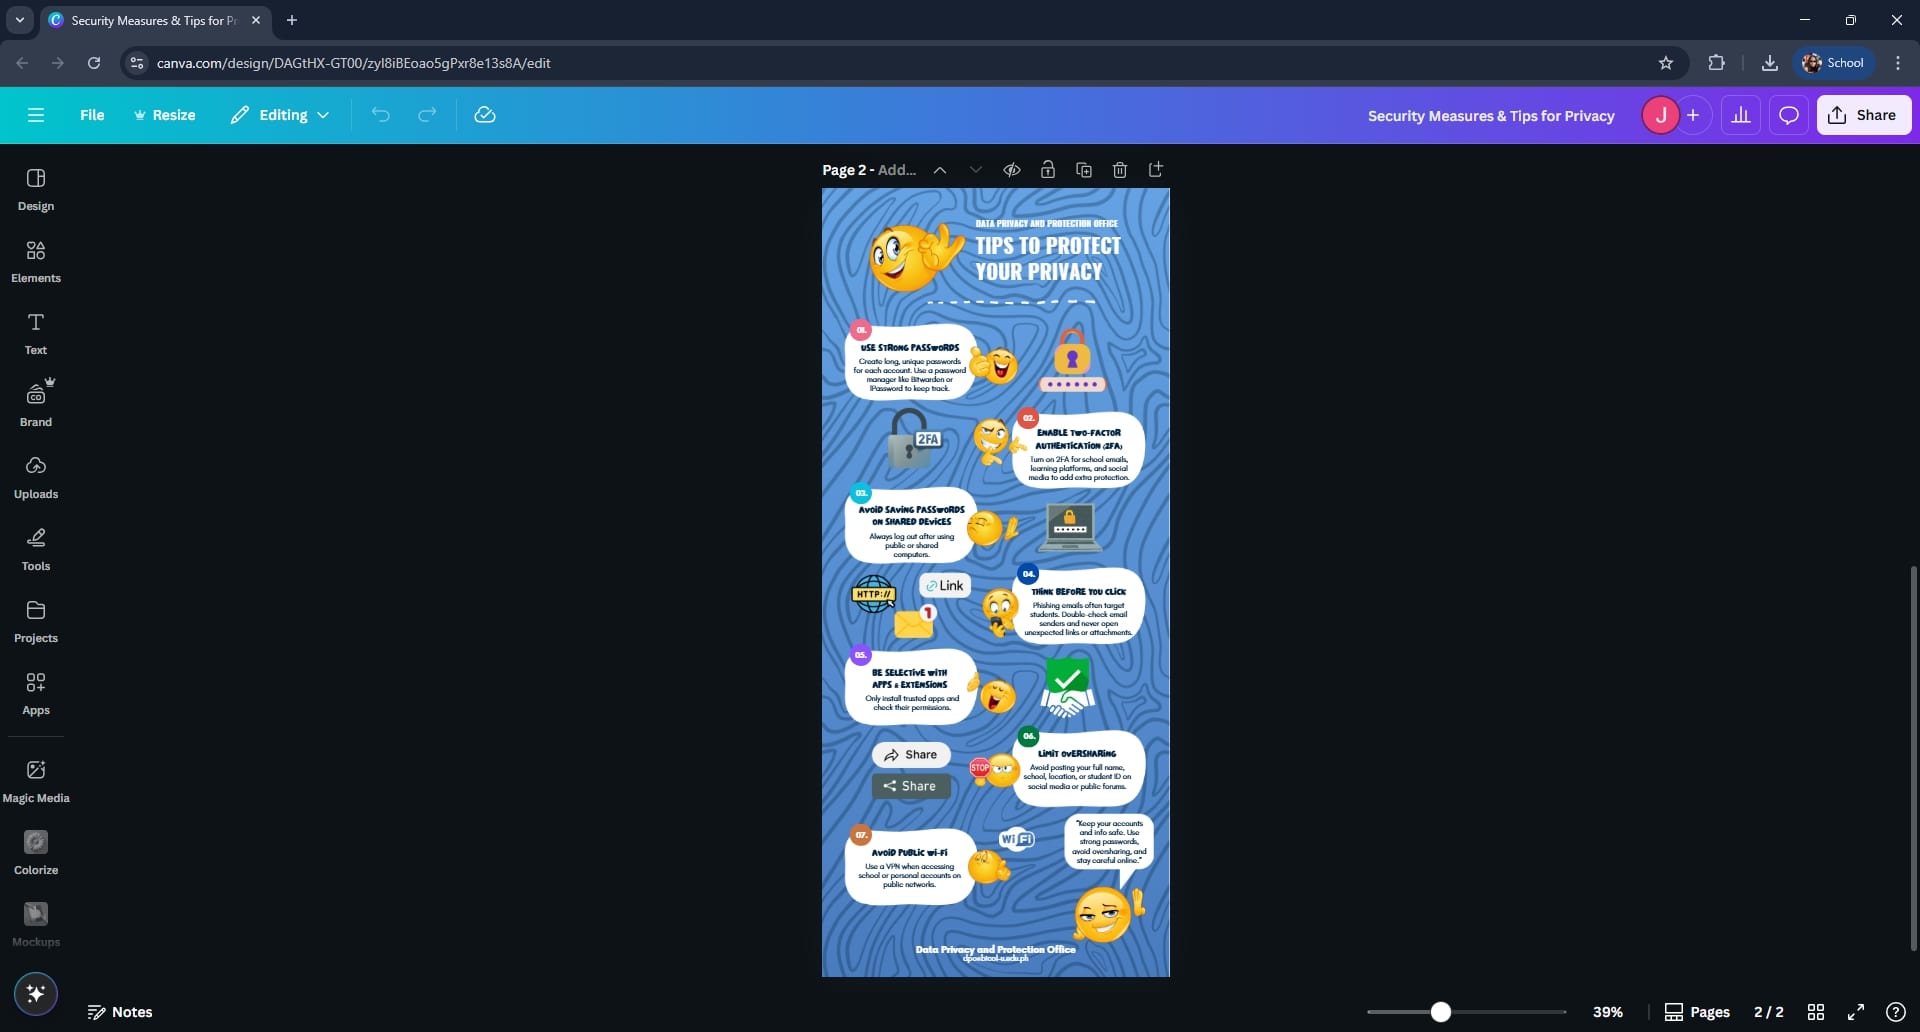 Security Measures & Tips for Pr
canva.com/design/DAGtHX-GT00/zyl8iBEoao5gPxr8e13s8A/edit
School
File
Resize
Editing
Security Measures & Tips for Privacy
J
Share
Design
Elements
Text
Brand
Uploads
Tools
Projects
Apps
Magic Media
Colorize
Mockups
Page 2 - Add...
DATA PRIVACY AND PROTECTION OFFICE
TIPS TO PROTECT
YOUR PRIVACY
01.
USE STRONG PASSWORDS
Create long, unique passwords
for each account. Use a password
manager like Bitwarden or
1Password to keep track.
2FA
02.
ENABLE TWO-FACTOR
AUTHENTICATION (2FA)
Turn on 2FA for school emails,
learning platforms, and social
media to add extra protection.
03.
AVOID SAVING PASSWORDS
ON SHARED DEVICES
Always log out after using
public or shared
computers.
HTTP://
Link
1
04.
THINK BEFORE YOU CLICK
Phishing emails often target
students. Double-check email
senders and never open
unexpected links or attachments.
05.
BE SELECTIVE WITH
APPS & EXTENSIONS
Only install trusted apps and
check their permissions.
Share
Share
STOP
06.
LIMIT OVERSHARING
Avoid posting your full name,
school, location, or student ID on
social media or public forums.
07.
AVOID PUBLIC WI-FI
Use a VPN when accessing
school or personal accounts on
public networks.
WiFi
"Keep your accounts
and info safe. Use
strong passwords,
avoid oversharing, and
stay careful online."
Data Privacy and Protection Office
Notes
39%
Pages
2 / 2